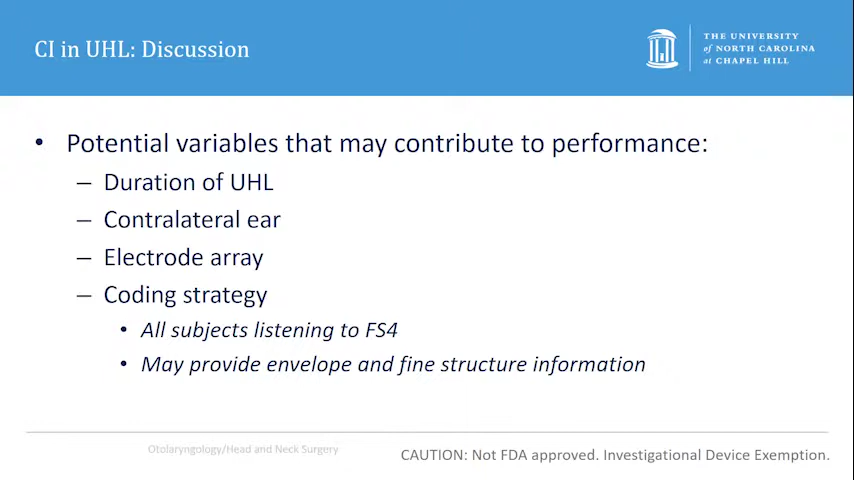 CI in UHL: Discussion
THE UNIVERSITY
of NORTH CAROLINA
at CHAPEL HILL
• Potential variables that may contribute to performance:
– Duration of UHL
– Contralateral ear
– Electrode array
– Coding strategy
• All subjects listening to FS4
• May provide envelope and fine structure information
Otolaryngology/Head and Neck Surgery
CAUTION: Not FDA approved. Investigational Device Exemption.